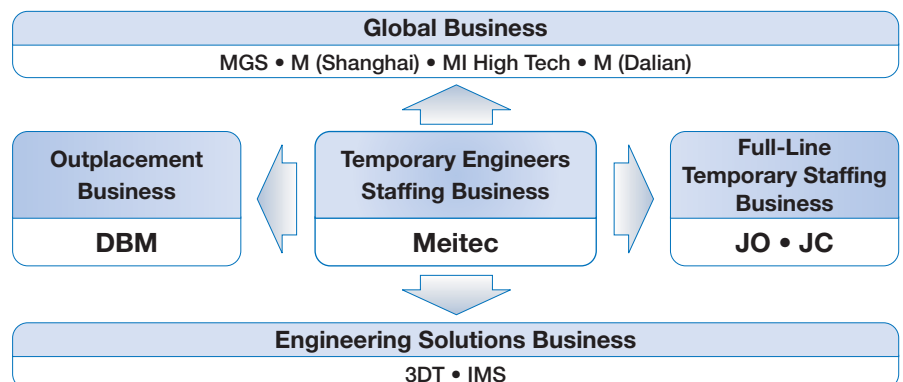 Global Business
MGS • M (Shanghai) • MI High Tech • M (Dalian)
Outplacement
Business
DBM
Temporary Engineers
Staffing Business
Meitec
Full-Line
Temporary Staffing
Business
JO • JC
Engineering Solutions Business
3DT • IMS